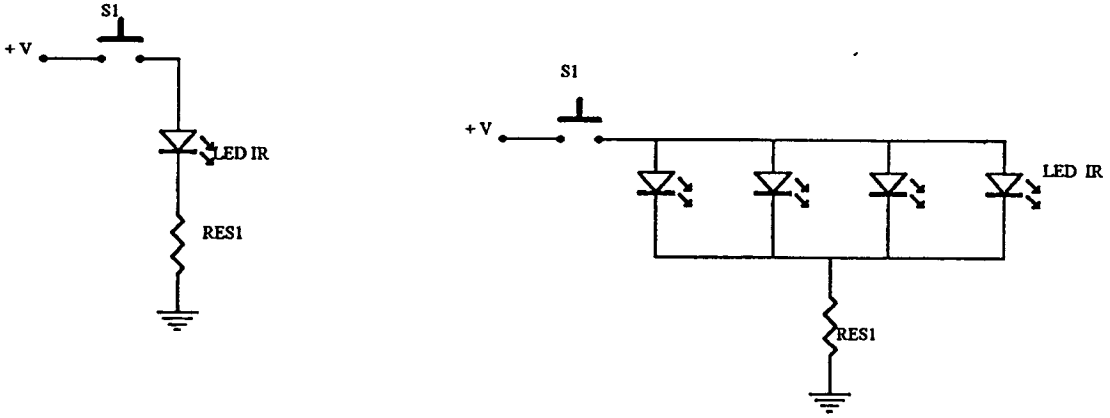 S1
+ V
LED IR
RES1
S1
+ V
LED IR
RES1